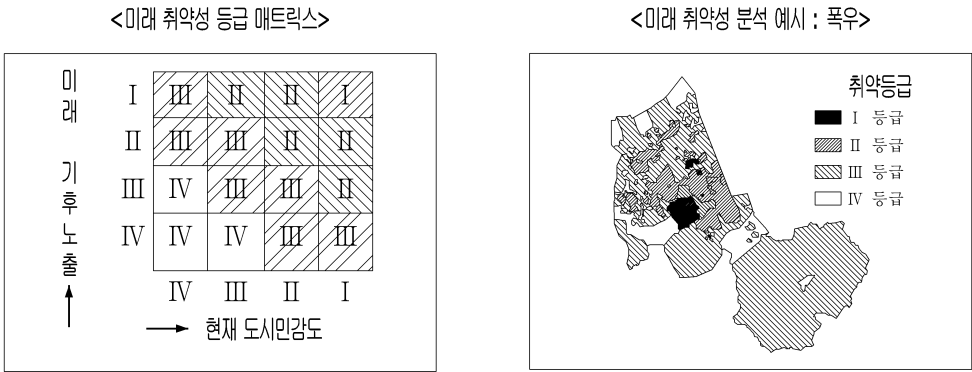 <미래 취약성 등급 매트릭스>
미래 기후노출
Ⅰ Ⅲ Ⅱ Ⅱ Ⅰ
Ⅱ Ⅲ Ⅲ Ⅱ Ⅱ
Ⅲ Ⅳ Ⅲ Ⅲ Ⅱ
Ⅳ Ⅳ Ⅳ Ⅲ Ⅲ
Ⅳ Ⅲ Ⅱ Ⅰ
현재 도시민감도
<미래 취약성 분석 예시 : 폭우>
취약등급
Ⅰ 등급
Ⅱ 등급
Ⅲ 등급
Ⅳ 등급